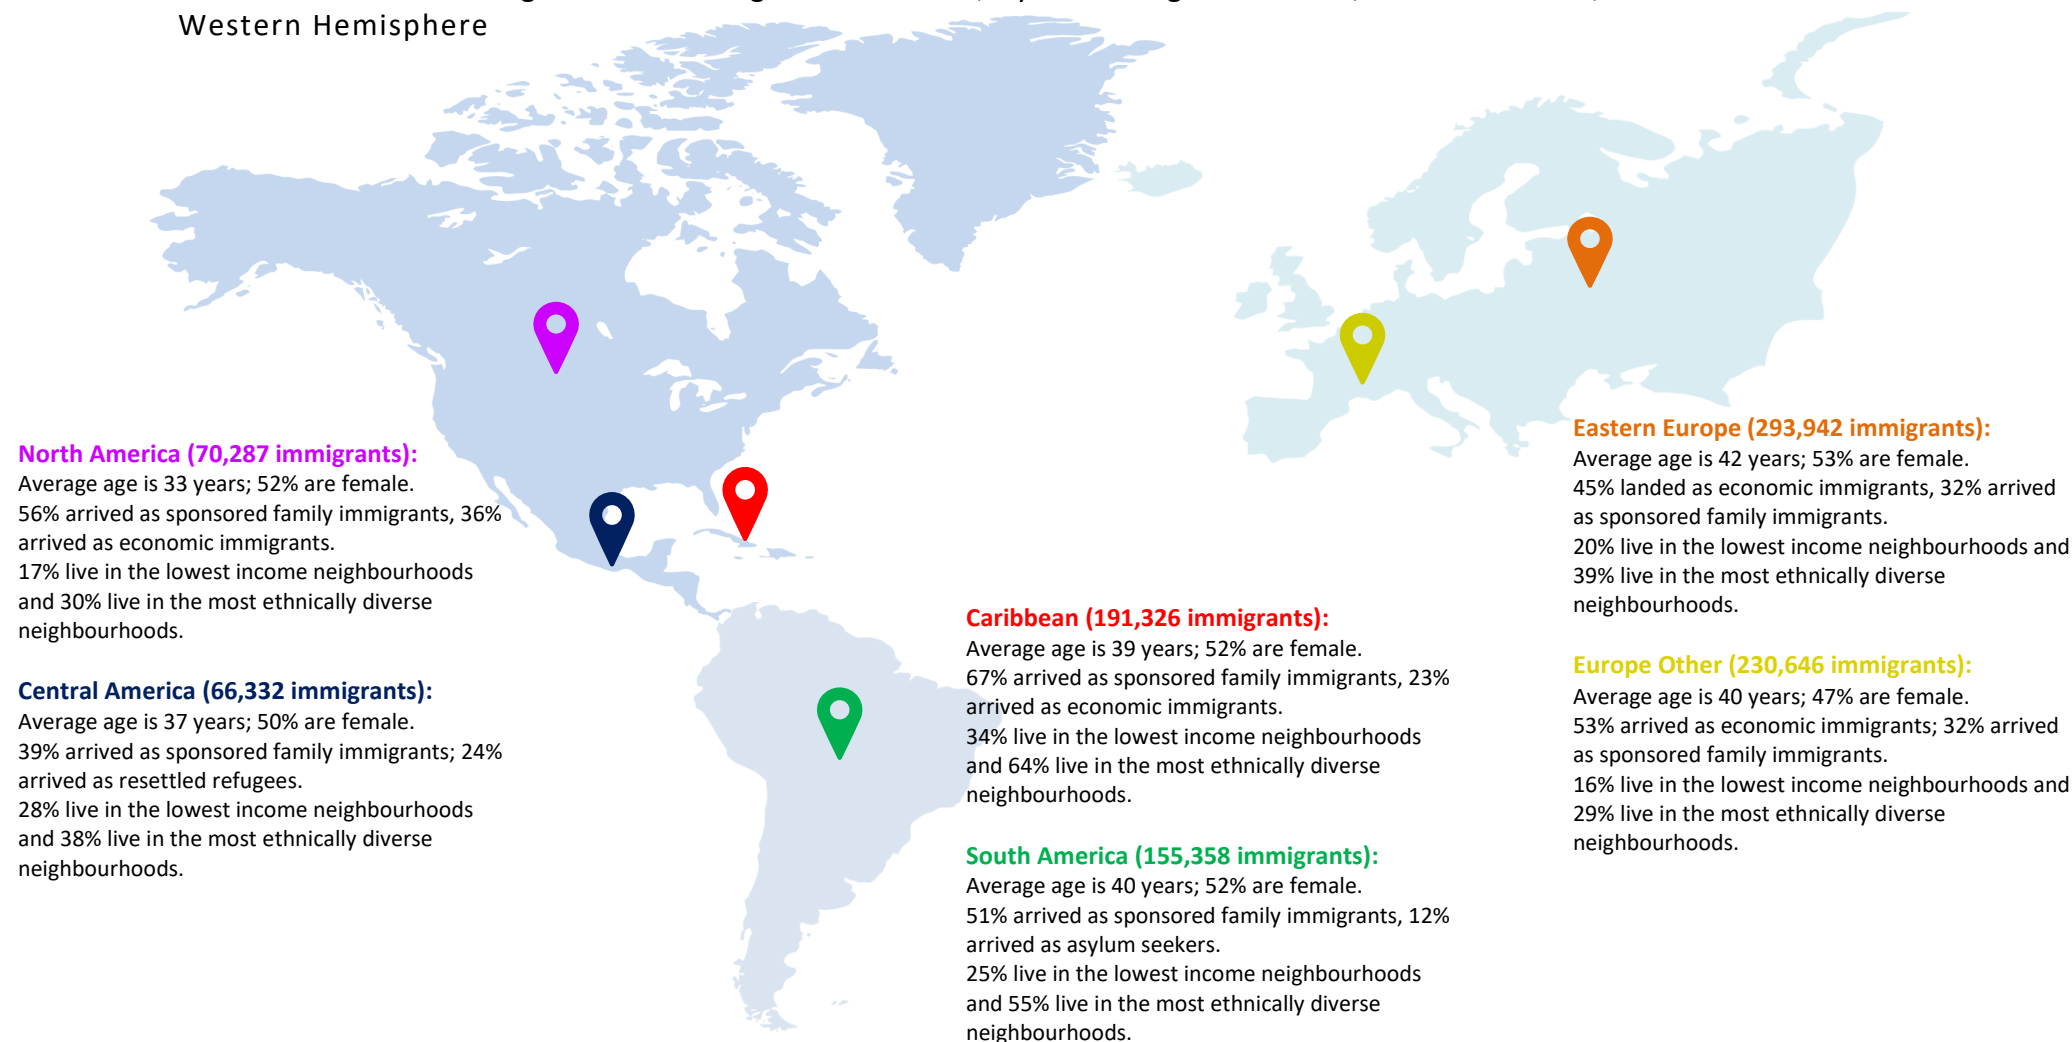 Western Hemisphere
North America (70,287 immigrants):
Average age is 33 years; 52% are female.
56% arrived as sponsored family immigrants, 36%
arrived as economic immigrants.
17% live in the lowest income neighbourhoods
and 30% live in the most ethnically diverse
neighbourhoods.
Central America (66,332 immigrants):
Average age is 37 years; 50% are female.
39% arrived as sponsored family immigrants; 24%
arrived as resettled refugees.
28% live in the lowest income neighbourhoods
and 38% live in the most ethnically diverse
neighbourhoods.
Caribbean (191,326 immigrants):
Average age is 39 years; 52% are female.
67% arrived as sponsored family immigrants, 23%
arrived as economic immigrants.
34% live in the lowest income neighbourhoods
and 64% live in the most ethnically diverse
neighbourhoods.
South America (155,358 immigrants):
Average age is 40 years; 52% are female.
51% arrived as sponsored family immigrants, 12%
arrived as asylum seekers.
25% live in the lowest income neighbourhoods
and 55% live in the most ethnically diverse
neighbourhoods.
Eastern Europe (293,942 immigrants):
Average age is 42 years; 53% are female.
45% landed as economic immigrants, 32% arrived
as sponsored family immigrants.
20% live in the lowest income neighbourhoods and
39% live in the most ethnically diverse
neighbourhoods.
Europe Other (230,646 immigrants):
Average age is 40 years; 47% are female.
53% arrived as economic immigrants; 32% arrived
as sponsored family immigrants.
16% live in the lowest income neighbourhoods and
29% live in the most ethnically diverse
neighbourhoods.